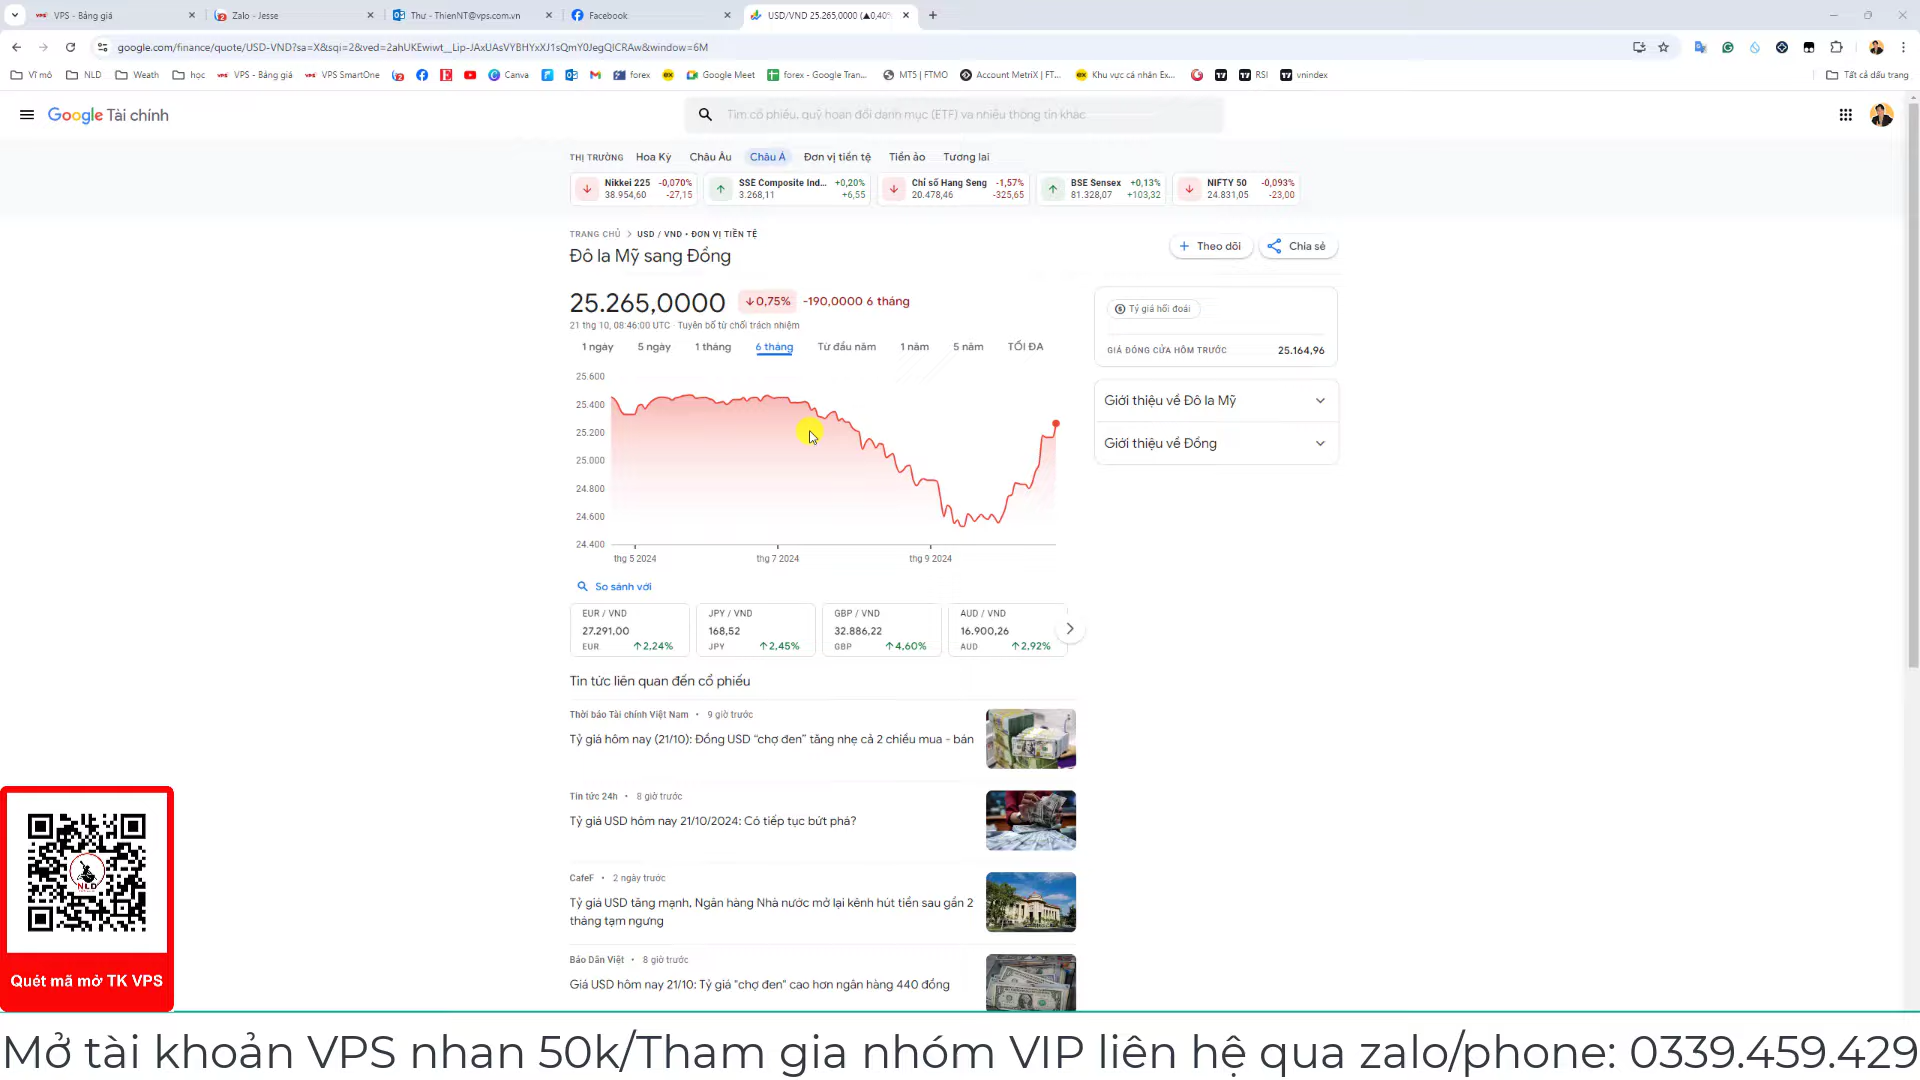 VPS - Bảng giá
Zalo - Jesse
Thư - ThienNT@vps.com.vn
Facebook
USD/VND 25.265,0000 (▲0,40%
google.com/finance/quote/USD-VND?sa=X&sqi=2&ved=2ahUKEwiwt__Lip-JAxUAsVYBHYxXJ1sQmY0JegQICRAw&window=6M
Vĩ mô
NLD
Weath
học
VPS - Bảng giá
VPS SmartOne
Canva
forex
Google Meet
forex - Google Tran...
MT5 | FTMO
Account MetriX | FT...
Khu vực cá nhân Ex...
RSI
vnindex
Tất cả dấu trang
Google Tài chính
Tìm cổ phiếu, quỹ hoán đổi danh mục (ETF) và nhiều thông tin khác
THỊ TRƯỜNG Hoa Kỳ Châu Âu Châu Á Đơn vị tiền tệ Tiền ảo Tương lai
Nikkei 225 -0,070%
38.954,60 -27,15
SSE Composite Ind... +0,20%
3.268,11 +6,55
Chỉ số Hang Seng -1,57%
20.478,46 -325,65
BSE Sensex +0,13%
81.328,07 +103,32
NIFTY 50 -0,093%
24.831,05 -23,00
TRANG CHỦ > USD / VND • ĐƠN VỊ TIỀN TỆ
Đô la Mỹ sang Đồng
+ Theo dõi
Chia sẻ
25.265,0000 ↓0,75% -190,0000 6 tháng
21 thg 10, 08:46:00 UTC · Tuyên bố từ chối trách nhiệm
1 ngày 5 ngày 1 tháng 6 tháng Từ đầu năm 1 năm 5 năm TỐI ĐA
25.600
25.400
25.200
25.000
24.800
24.600
24.400
thg 5 2024 thg 7 2024 thg 9 2024
Tỷ giá hối đoái
GIÁ ĐÓNG CỬA HÔM TRƯỚC 25.164,96
Giới thiệu về Đô la Mỹ
Giới thiệu về Đồng
So sánh với
EUR / VND
27.291,00
EUR ↑2,24%
JPY / VND
168,52
JPY ↑2,45%
GBP / VND
32.886,22
GBP ↑4,60%
AUD / VND
16.900,26
AUD ↑2,92%
Tin tức liên quan đến cổ phiếu
Thời báo Tài chính Việt Nam • 9 giờ trước
Tỷ giá hôm nay (21/10): Đồng USD “chợ đen” tăng nhẹ cả 2 chiều mua - bán
Tin tức 24h • 8 giờ trước
Tỷ giá USD hôm nay 21/10/2024: Có tiếp tục bứt phá?
CafeF • 2 ngày trước
Tỷ giá USD tăng mạnh, Ngân hàng Nhà nước mở lại kênh hút tiền sau gần 2
tháng tạm ngưng
Báo Dân Việt • 8 giờ trước
Giá USD hôm nay 21/10: Tỷ giá "chợ đen" cao hơn ngân hàng 440 đồng
NLD
Quét mã mở TK VPS
Mở tài khoản VPS nhan 50k/Tham gia nhóm VIP liên hệ qua zalo/phone: 0339.459.429